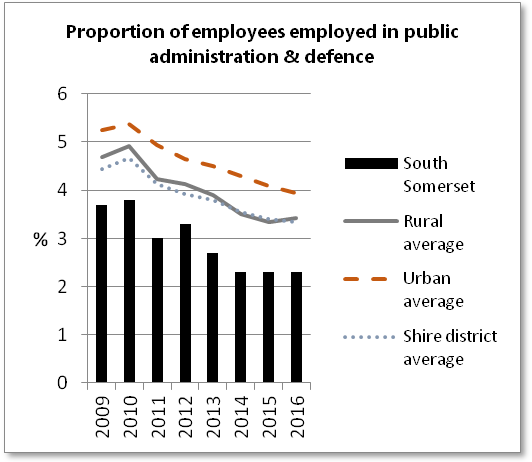 Proportion of employees employed in public
administration & defence
6
5
4
3
2
1
0
%
2009
2010
2011
2012
2013
2014
2015
2016
South
Somerset
Rural
average
Urban
average
Shire district
average